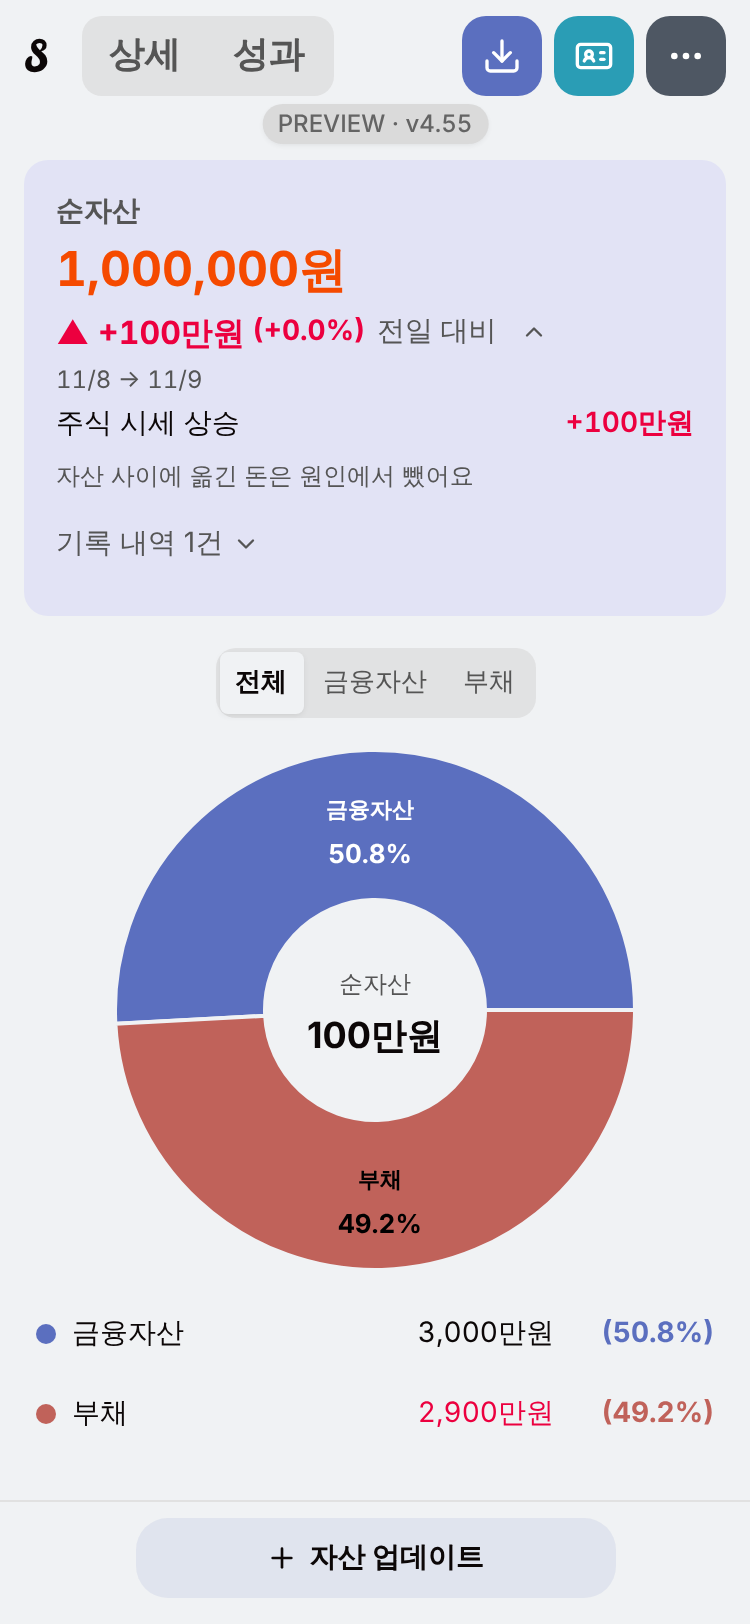 S
상세 성과
PREVIEW · v4.55
순자산
1,000,000원
▲ +100만원 (+0.0%) 전일 대비
11/8 → 11/9
주식 시세 상승 +100만원
자산 사이에 옮긴 돈은 원인에서 뺐어요
기록 내역 1건
전체 금융자산 부채
금융자산
50.8%
순자산
100만원
부채
49.2%
금융자산 3,000만원 (50.8%)
부채 2,900만원 (49.2%)
+ 자산 업데이트